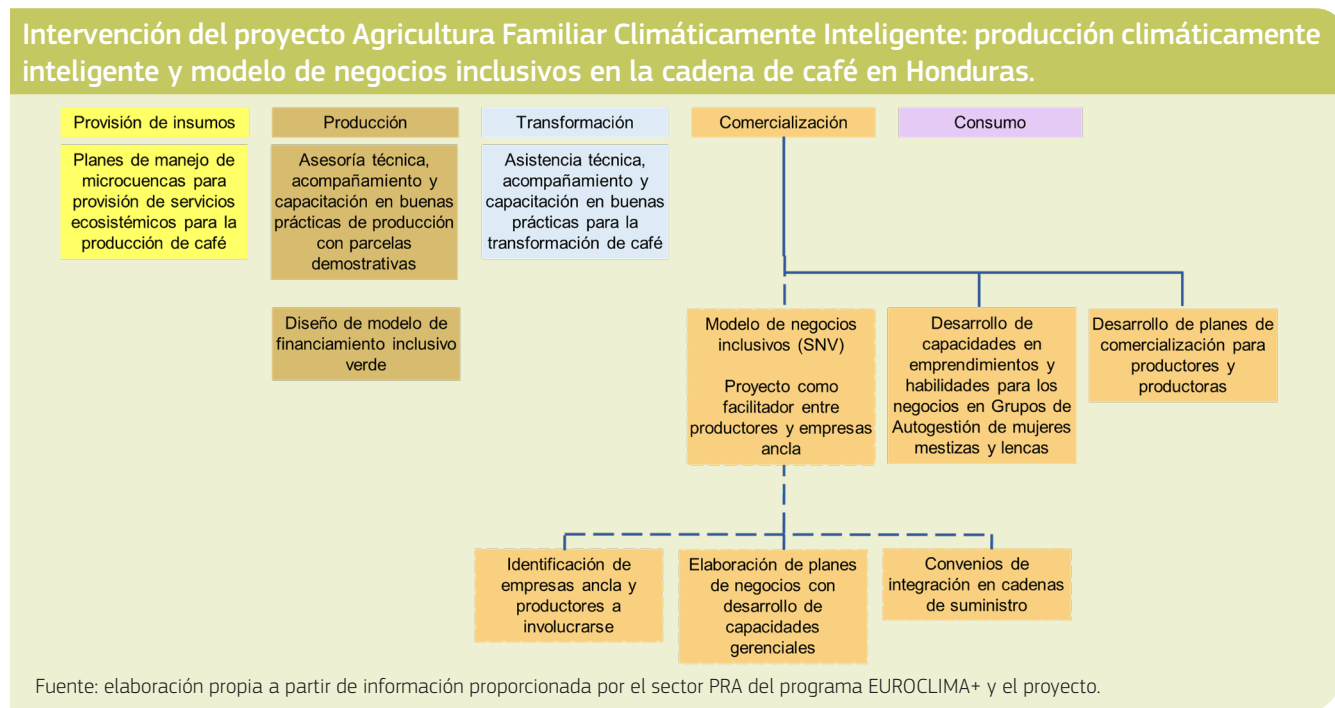 Intervención del proyecto Agricultura Familiar Climáticamente Inteligente: producción climáticamente
inteligente y modelo de negocios inclusivos en la cadena de café en Honduras.
Provisión de insumos
Producción
Transformación
Comercialización
Consumo
Planes de manejo de
microcuencas para
provisión de servicios
ecosistémicos para la
producción de café
Asesoría técnica,
acompañamiento y
capacitación en buenas
prácticas de producción
con parcelas
demostrativas
Asistencia técnica,
acompañamiento y
capacitación en buenas
prácticas para la
transformación de café
Diseño de modelo de
financiamiento inclusivo
verde
Modelo de negocios
inclusivos (SNV)
Proyecto como
facilitador entre
productores y empresas
ancla
Desarrollo de
capacidades en
emprendimientos y
habilidades para los
negocios en Grupos de
Autogestión de mujeres
mestizas y lencas
Desarrollo de planes de
comercialización para
productores y
productoras
Identificación de
empresas ancla y
productores a
involucrarse
Elaboración de planes
de negocios con
desarrollo de
capacidades
gerenciales
Convenios de
integración en cadenas
de suministro
Fuente: elaboración propia a partir de información proporcionada por el sector PRA del programa EUROCLIMA+ y el proyecto.